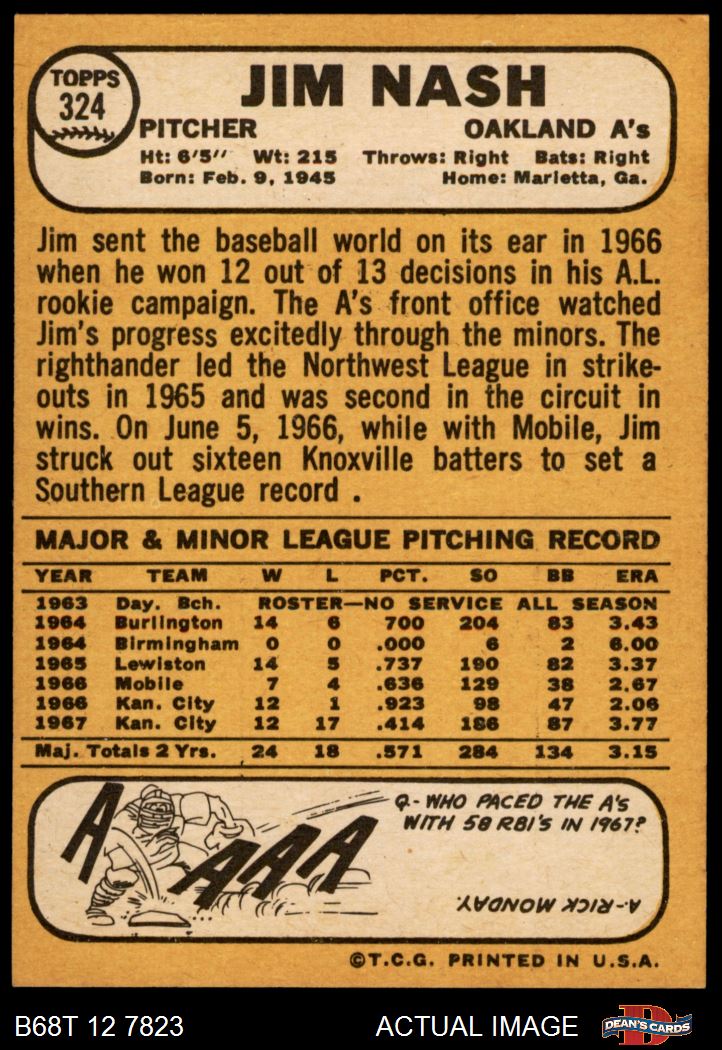 TOPPS
324
JIM NASH
PITCHER OAKLAND A's
Ht: 6'5" Wt: 215 Throws: Right Bats: Right
Born: Feb. 9, 1945 Home: Marietta, Ga.
Jim sent the baseball world on its ear in 1966
when he won 12 out of 13 decisions in his A.L.
rookie campaign. The A's front office watched
Jim's progress excitedly through the minors. The
righthander led the Northwest League in strike-
outs in 1965 and was second in the circuit in
wins. On June 5, 1966, while with Mobile, Jim
struck out sixteen Knoxville batters to set a
Southern League record .
MAJOR & MINOR LEAGUE PITCHING RECORD
YEAR TEAM W L PCT. SO BB ERA
1963 Day. Bch. ROSTER—NO SERVICE ALL SEASON
1964 Burlington 14 6 700 204 83 3.43
1964 Birmingham 0 0 .000 6 2 6.00
1965 Lewiston 14 5 .737 190 82 3.37
1966 Mobile 7 4 .636 129 38 2.67
1966 Kan. City 12 1 .923 98 47 2.06
1967 Kan. City 12 17 .414 186 87 3.77
Maj. Totals 2 Yrs. 24 18 .571 284 134 3.15
A AAA
Q-WHO PACED THE A'S
WITH 58 RBI'S IN 1967?
A-RICK MONDAY.
©T.C.G. PRINTED IN U.S.A.
B68T 12 7823 ACTUAL IMAGE D DEAN'S CARDS